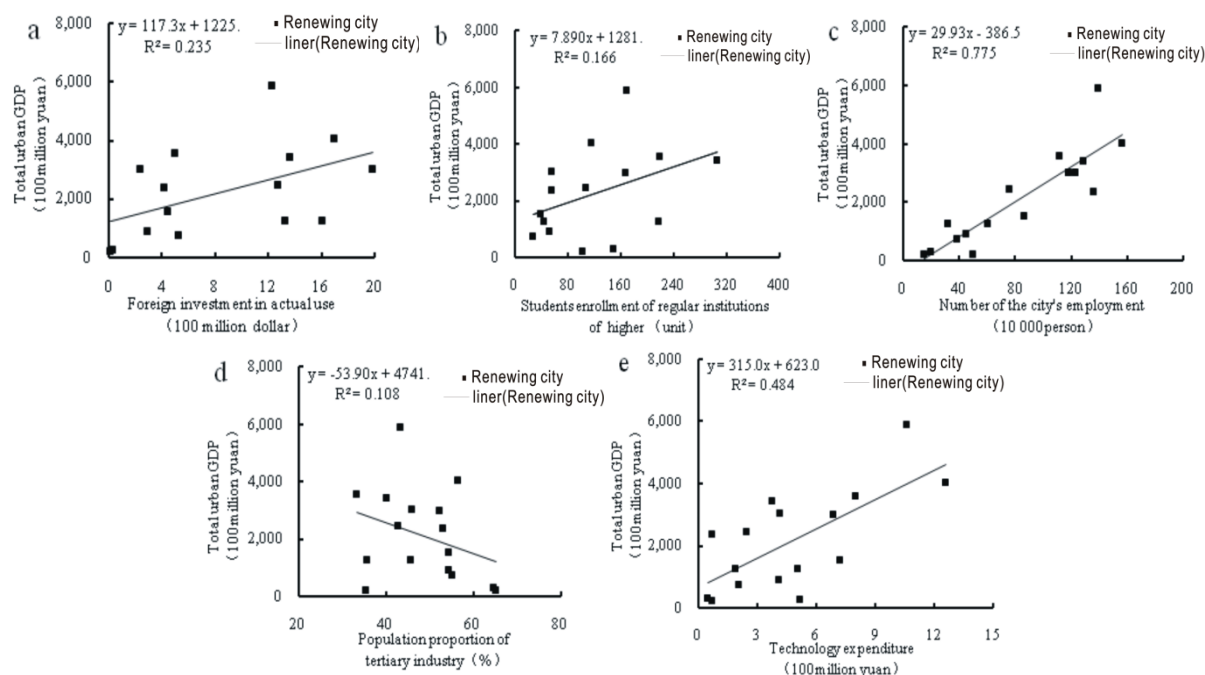 a
y= 117.3x + 1225.
R²= 0.235
Renewing city
liner(Renewing city)
8,000
6,000
4,000
2,000
0
Total urban GDP
(100million yuan)
0 4 8 12 16 20
Foreign investment in actual use
(100 million dollar)
b
y= 7.890x + 1281.
R²= 0.166
Renewing city
liner(Renewing city)
8,000
6,000
4,000
2,000
0
Total urban GDP
(100million yuan)
0 80 160 240 320 400
Students enrollment of regular institutions
of higher (unit)
c
y= 29.93x - 386.5
R²= 0.775
Renewing city
liner(Renewing city)
8,000
6,000
4,000
2,000
0
Total urban GDP
(100million yuan)
0 40 80 120 160 200
Number of the city's employment
(10 000person)
d
y= -53.90x + 4741.
R²= 0.108
Renewing city
liner(Renewing city)
8,000
6,000
4,000
2,000
0
Total urban GDP
(100million yuan)
20 40 60 80
Population proportion of
tertiary industry (%)
e
y= 315.0x + 623.0
R²= 0.484
Renewing city
liner(Renewing city)
8,000
6,000
4,000
2,000
0
Total urban GDP
(100million yuan)
0 3 6 9 12 15
Technology expenditure
(100million yuan)